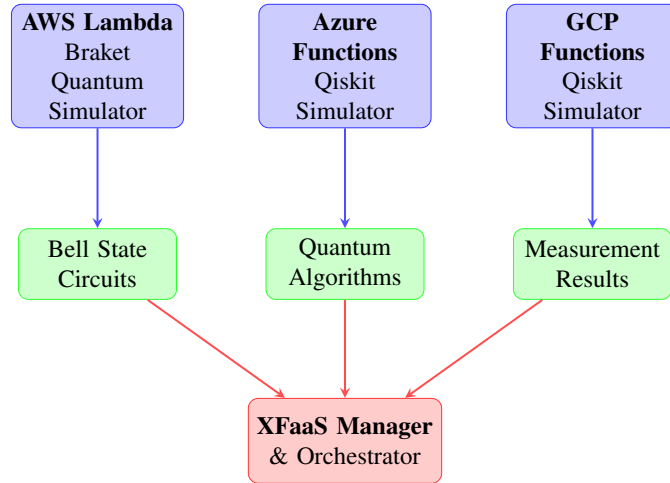 AWS Lambda
Braket
Quantum
Simulator
Azure
Functions
Qiskit
Simulator
GCP
Functions
Qiskit
Simulator
Bell State
Circuits
Quantum
Algorithms
Measurement
Results
XFaaS Manager
& Orchestrator